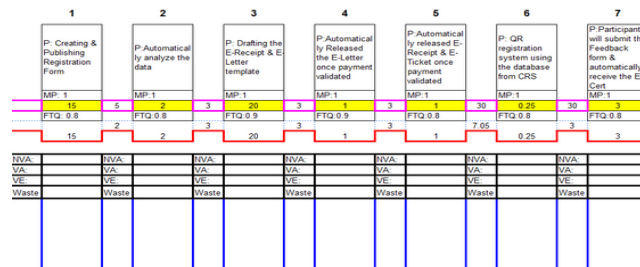 1 2 3 4 5 6 7
P: Creating &
Publishing
Registration
Form
MP: 1
P:Automatical
ly analyze the
data
MP:1
P: Drafting the
E-Receipt & E-
Letter
template
MP:1
P:Automatical
ly Released
the E-Letter
once payment
validated
MP:1
P:Automatical
ly released E-
Receipt & E-
Ticket once
payment
validated
MP:1
P: QR
registration
system using
the database
from CRS
MP:1
P:Participant
will submit th
Feedback
form &
automatically
receive the E
Cert
MP:1
15 5 2 3 20 3 1 3 1 30 0.25 30 3
FTQ: 0.8 FTQ:0.8 FTQ:0.9 FTQ:0.9 FTQ:0.8 FTQ:0.8 FTQ:0.8
2 3 3 3 7.05 3
15 2 20 1 1 0.25 3
NVA: NVA: NVA: NVA: NVA: NVA: NVA:
VA: VA: VA: VA: VA: VA: VA:
VE: VE: VE: VE: VE: VE: VE:
Waste Waste Waste Waste Waste Waste Waste